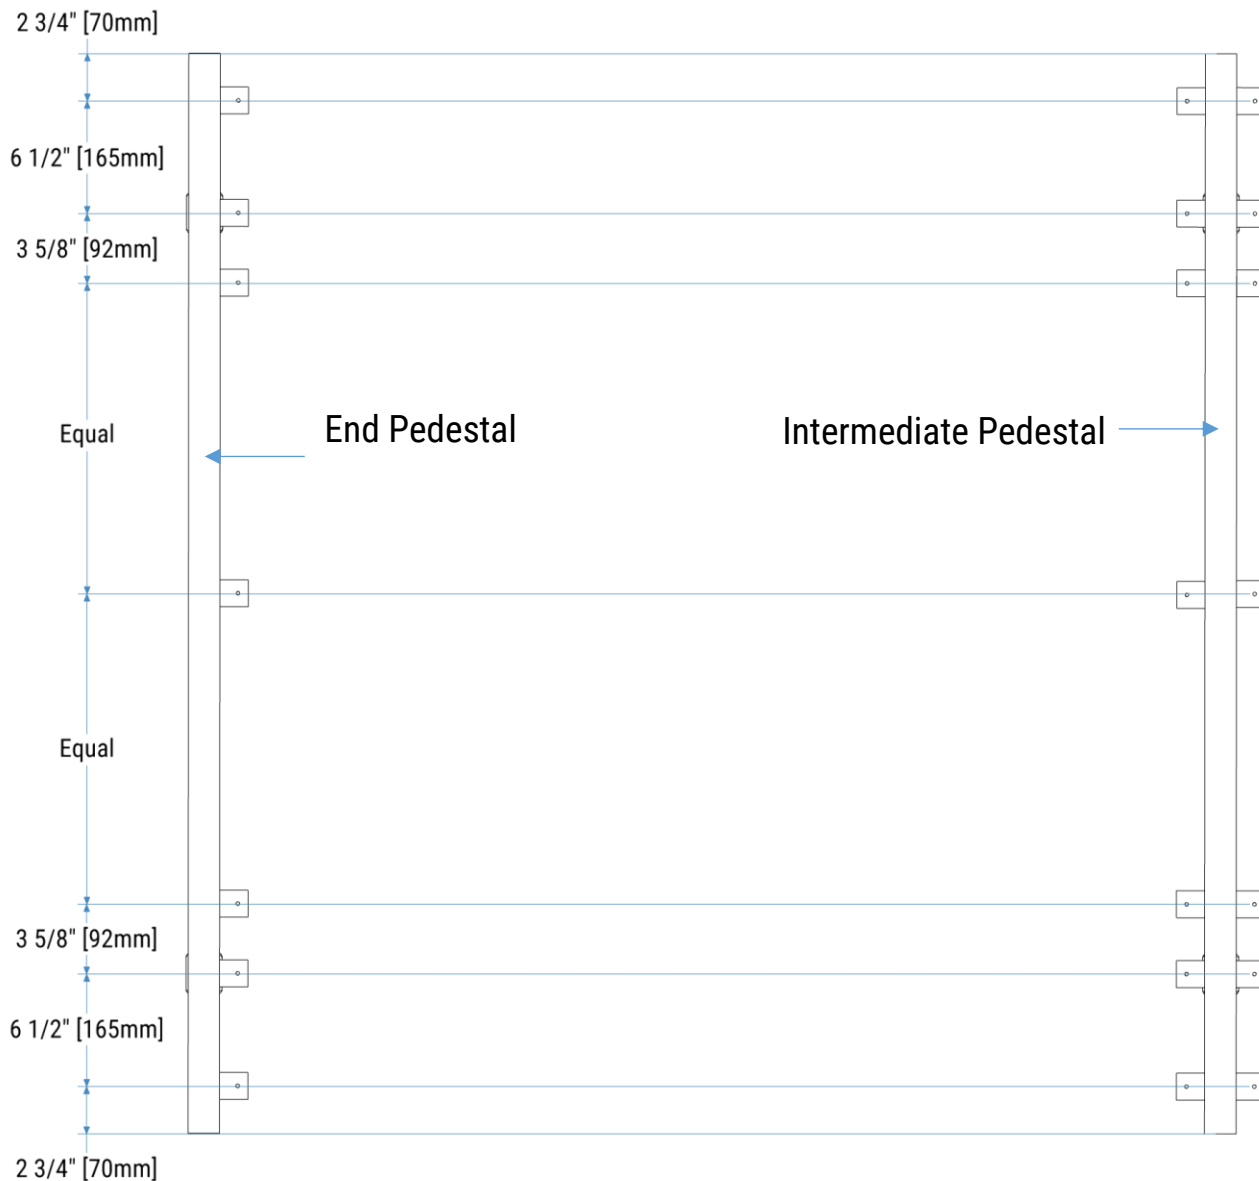 2 3/4" [70mm]
6 1/2" [165mm]
3 5/8" [92mm]
Equal
End Pedestal
Intermediate Pedestal
Equal
3 5/8" [92mm]
6 1/2" [165mm]
2 3/4" [70mm]